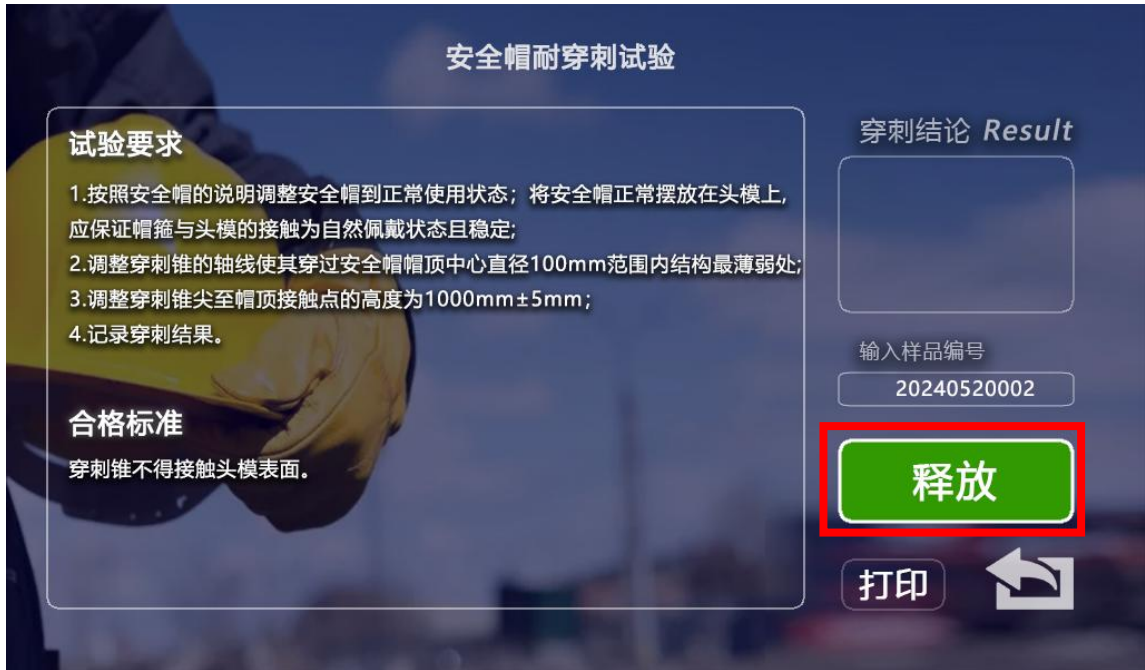 安全帽耐穿刺试验
试验要求
1.按照安全帽的说明调整安全帽到正常使用状态；将安全帽正常摆放在头模上,
应保证帽箍与头模的接触为自然佩戴状态且稳定;
2.调整穿刺锥的轴线使其穿过安全帽帽顶中心直径100mm范围内结构最薄弱处;
3.调整穿刺锥尖至帽顶接触点的高度为1000mm±5mm；
4.记录穿刺结果。
合格标准
穿刺锥不得接触头模表面。
穿刺结论 Result
输入样品编号
20240520002
释放
打印